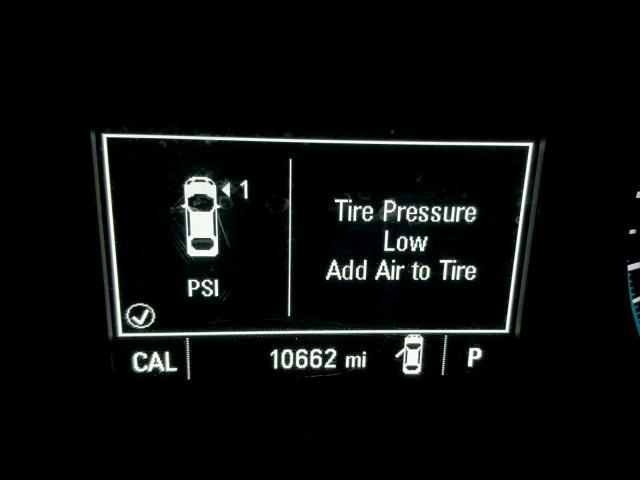 1
PSI
Tire Pressure
Low
Add Air to Tire
CAL
10662 mi
P